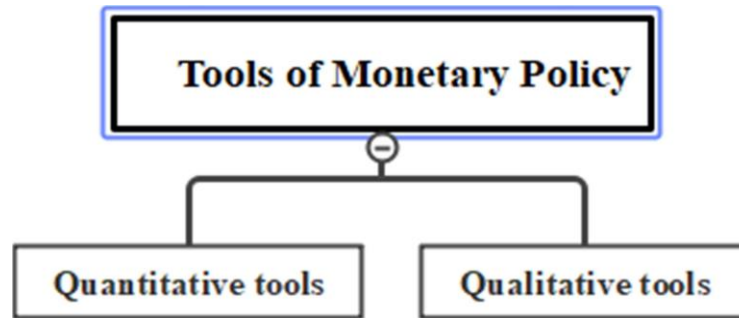 Tools of Monetary Policy
Quantitative tools
Qualitative tools